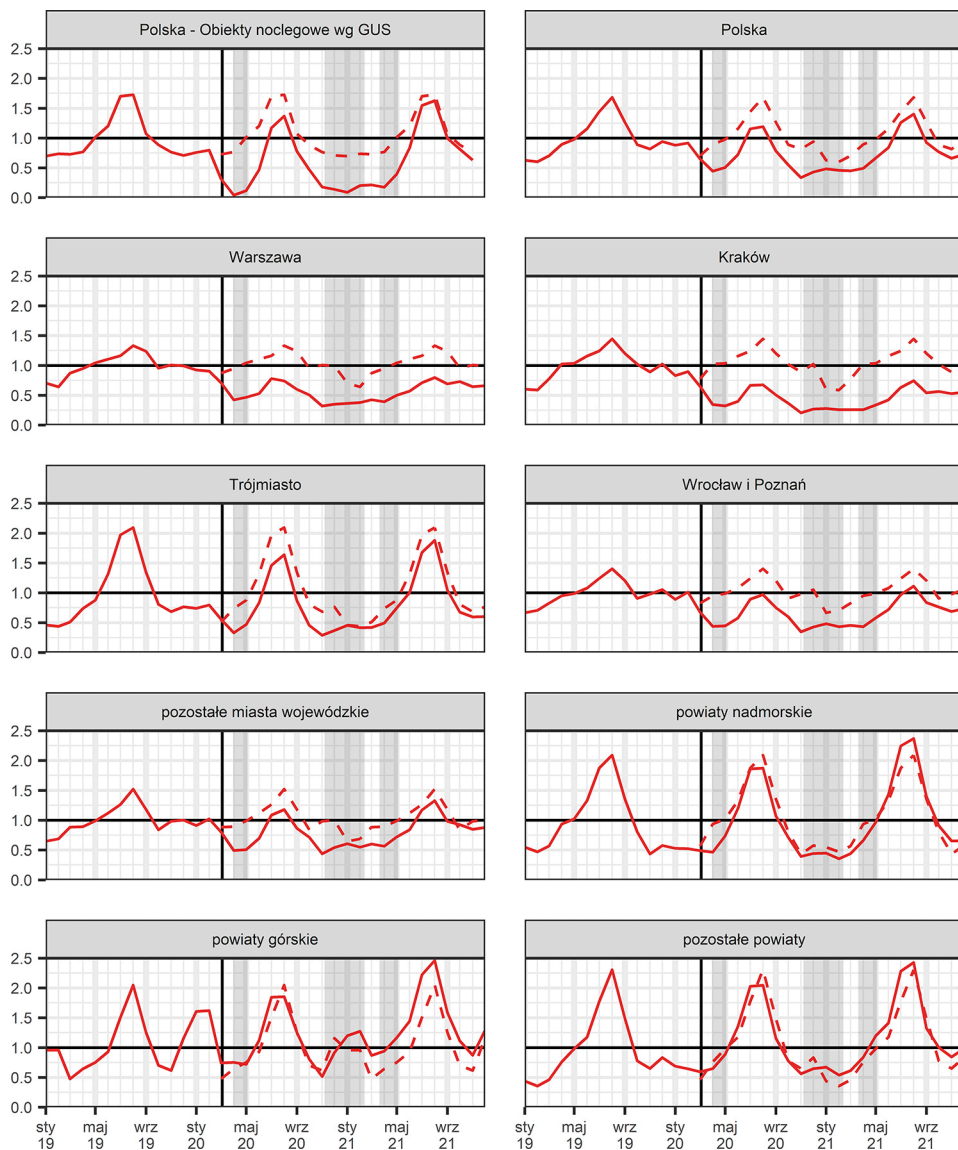 Polska - Obiekty noclegowe wg GUS
Polska
2.5
2.0
1.5
1.0
0.5
0.0
Warszawa
Kraków
2.5
2.0
1.5
1.0
0.5
0.0
Trójmiasto
Wrocław i Poznań
2.5
2.0
1.5
1.0
0.5
0.0
pozostałe miasta wojewódzkie
powiaty nadmorskie
2.5
2.0
1.5
1.0
0.5
0.0
powiaty górskie
pozostałe powiaty
2.5
2.0
1.5
1.0
0.5
0.0
sty maj wrz sty maj wrz sty maj wrz sty maj wrz sty maj wrz sty maj wrz
19 19 19 20 20 20 21 21 21 19 19 19 20 20 20 21 21 21